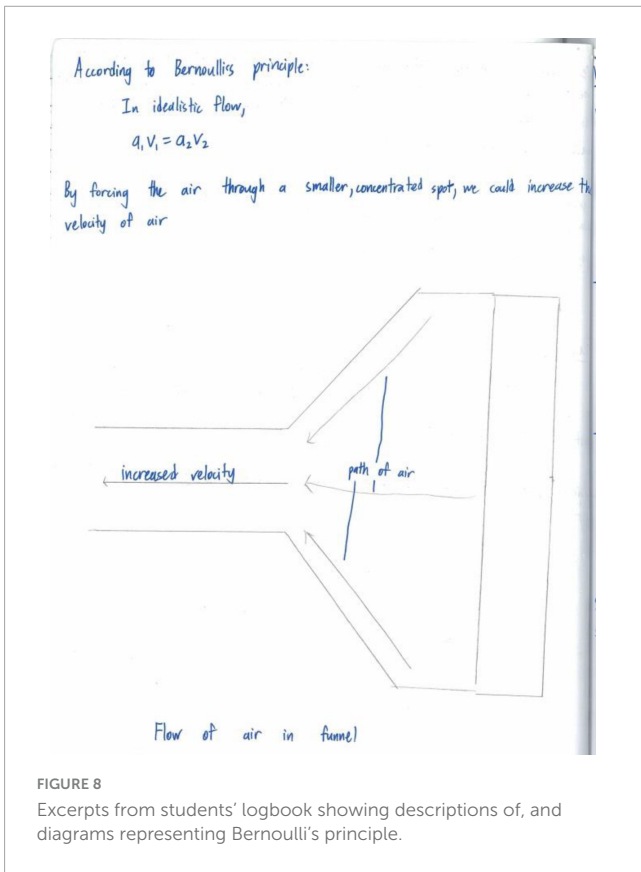 According to Bernoullis principle:
In idealistic flow,
a₁V₁ = a₂V₂
By forcing the air through a smaller, concentrated spot, we could increase th
velocity of air
increased velocity
path of air
Flow of air in funnel
FIGURE 8
Excerpts from students' logbook showing descriptions of, and
diagrams representing Bernoulli's principle.